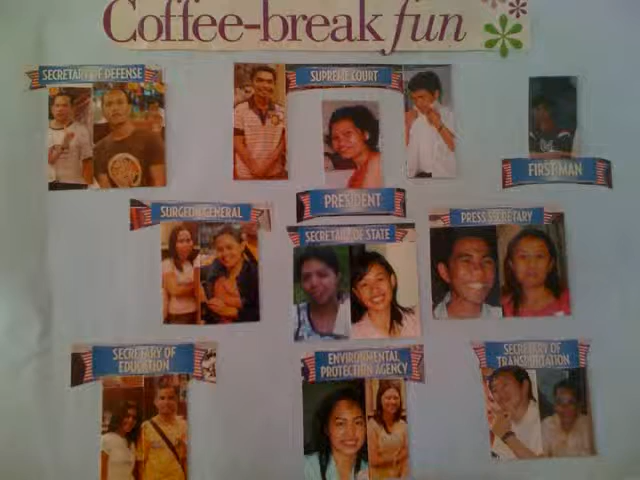 Coffee-break fun
SECRETARY OF DEFENSE
SUPREME COURT
FIRST MAN
PRESIDENT
SURGEON GENERAL
SECRETARY OF STATE
PRESS SECRETARY
SECRETARY OF
EDUCATION
ENVIRONMENTAL
PROTECTION AGENCY
SECRETARY OF
TRANSPORTATION